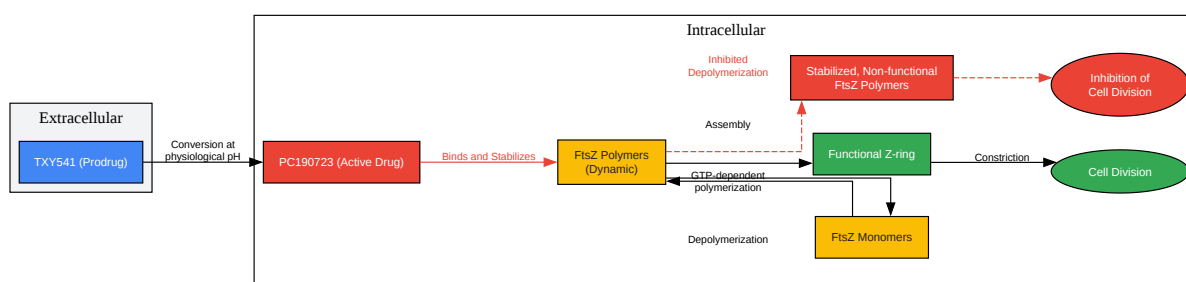 Intracellular
Extracellular
TXY541 (Prodrug)
Conversion at
physiological pH
PC190723 (Active Drug)
Binds and Stabilizes
FtsZ Polymers
(Dynamic)
Inhibited
Depolymerization
Stabilized, Non-functional
FtsZ Polymers
Inhibition of
Cell Division
Assembly
Functional Z-ring
Constriction
Cell Division
GTP-dependent
polymerization
Depolymerization
FtsZ Monomers